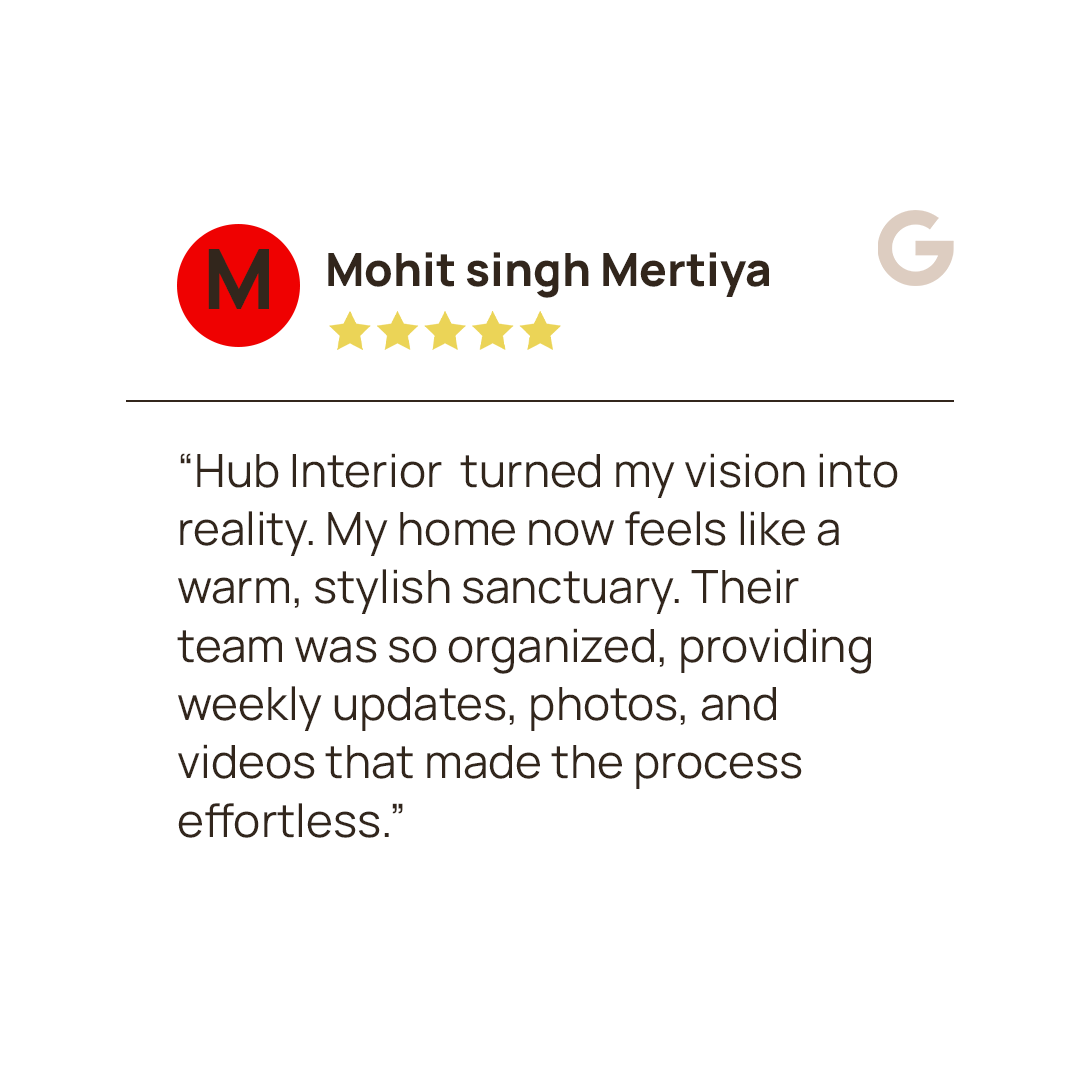 M
Mohit singh Mertiya
G
“Hub Interior  turned my vision into
reality. My home now feels like a
warm, stylish sanctuary. Their
team was so organized, providing
weekly updates, photos, and
videos that made the process
effortless.”